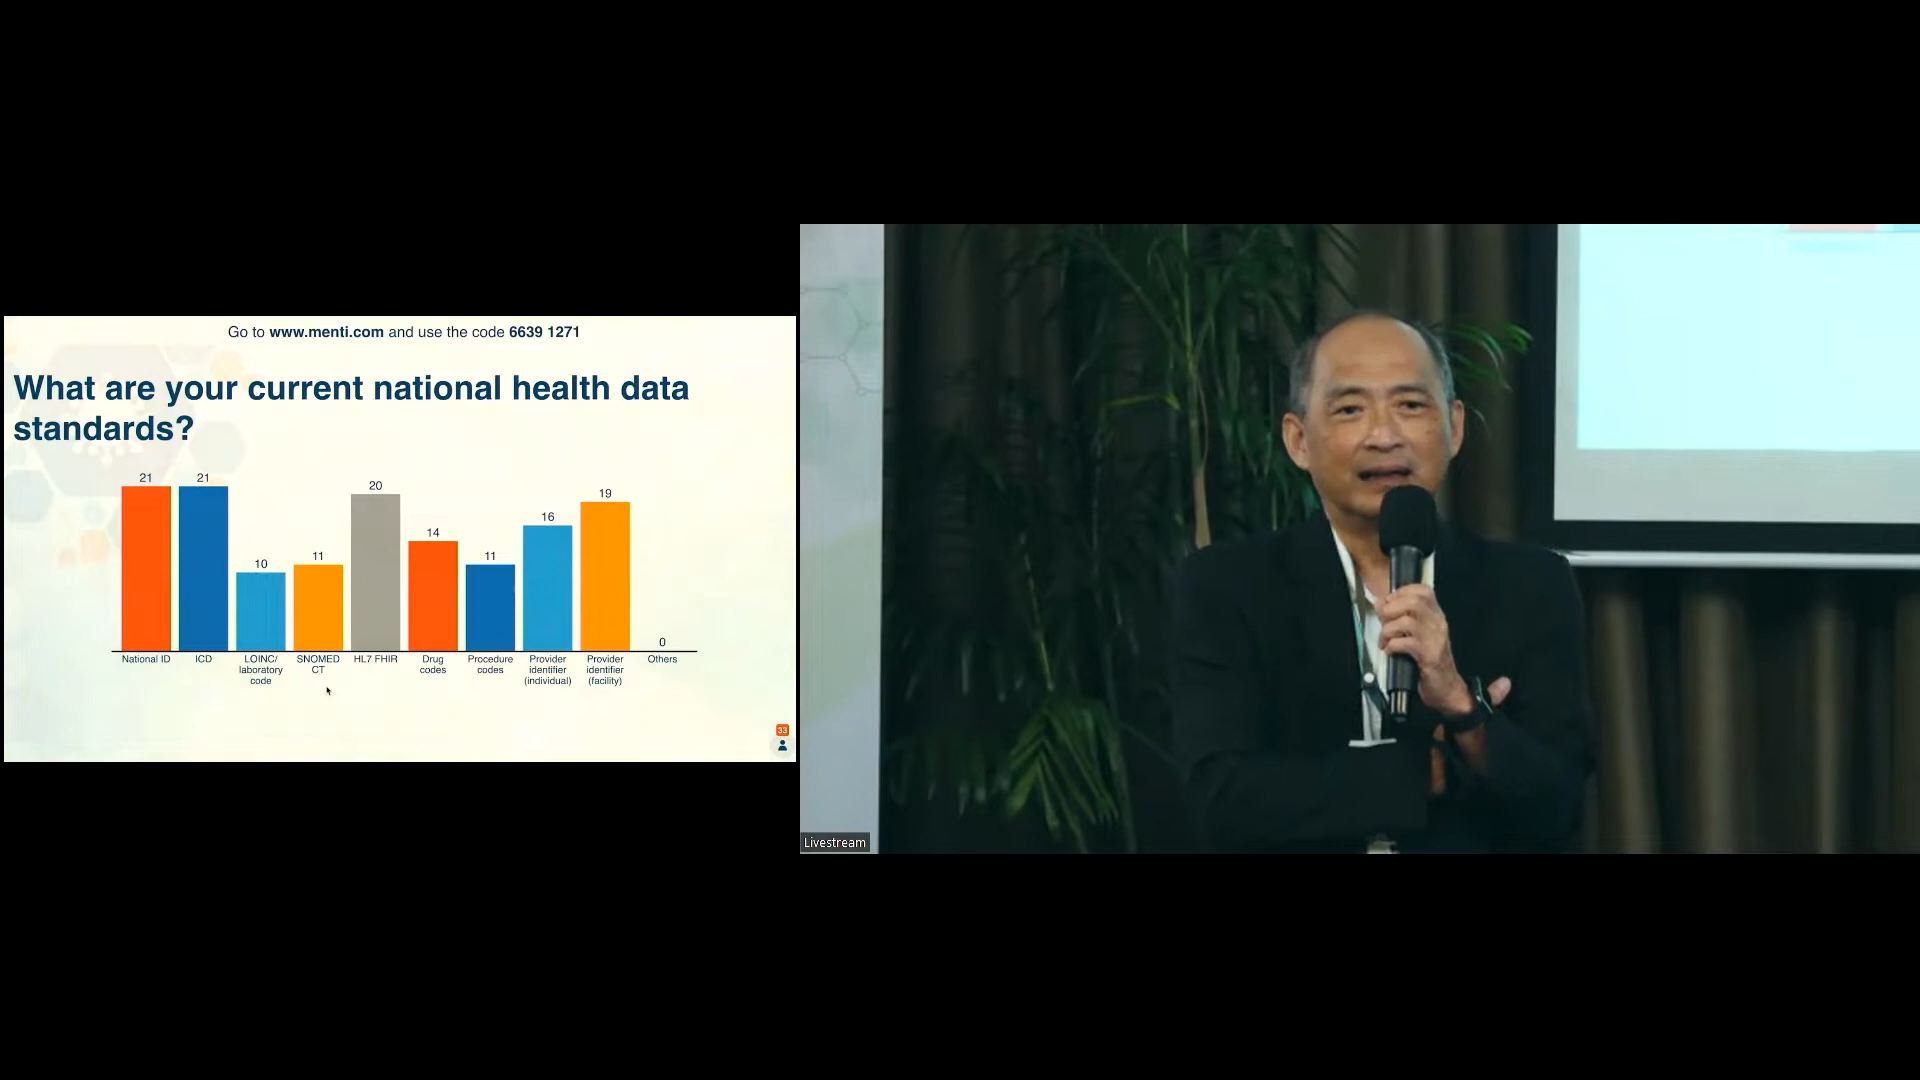 Go to www.menti.com and use the code 6639 1271
What are your current national health data
standards?
21
21
10
11
20
14
11
16
19
0
National ID
ICD
LOINC/
laboratory
code
SNOMED
CT
HL7 FHIR
Drug
codes
Procedure
codes
Provider
identifier
(individual)
Provider
identifier
(facility)
Others
33
Livestream